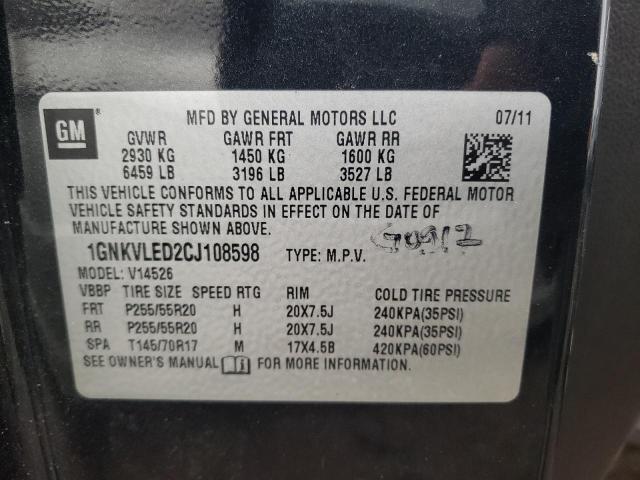 GM ®
MFD BY GENERAL MOTORS LLC 07/11
GVWR GAWR FRT GAWR RR
2930 KG 1450 KG 1600 KG
6459 LB 3196 LB 3527 LB
THIS VEHICLE CONFORMS TO ALL APPLICABLE U.S. FEDERAL MOTOR
VEHICLE SAFETY STANDARDS IN EFFECT ON THE DATE OF
MANUFACTURE SHOWN ABOVE.
1GNKVLED2CJ108598 TYPE: M.P.V.
MODEL: V14526
VBBP TIRE SIZE SPEED RTG RIM COLD TIRE PRESSURE
FRT P255/55R20 H 20X7.5J 240KPA(35PSI)
RR P255/55R20 H 20X7.5J 240KPA(35PSI)
SPA T145/70R17 M 17X4.5B 420KPA(60PSI)
SEE OWNER'S MANUAL FOR MORE INFORMATION.